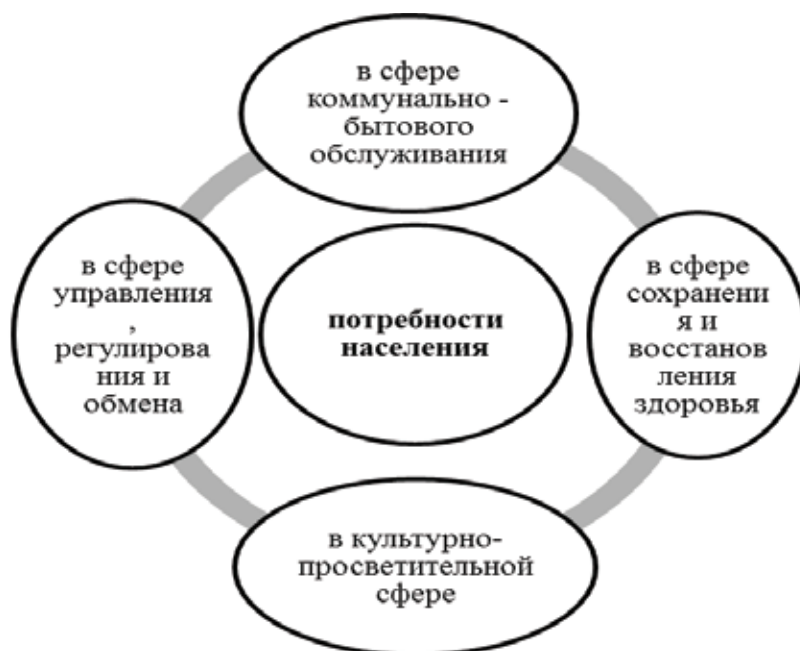 в сфере
коммунально -
бытового
обслуживания
в сфере
управления
,
регулирова
ния и
обмена
потребности
населения
в сфере
сохранени
я и
восстанов
ления
здоровья
в культурно-
просветительной
сфере